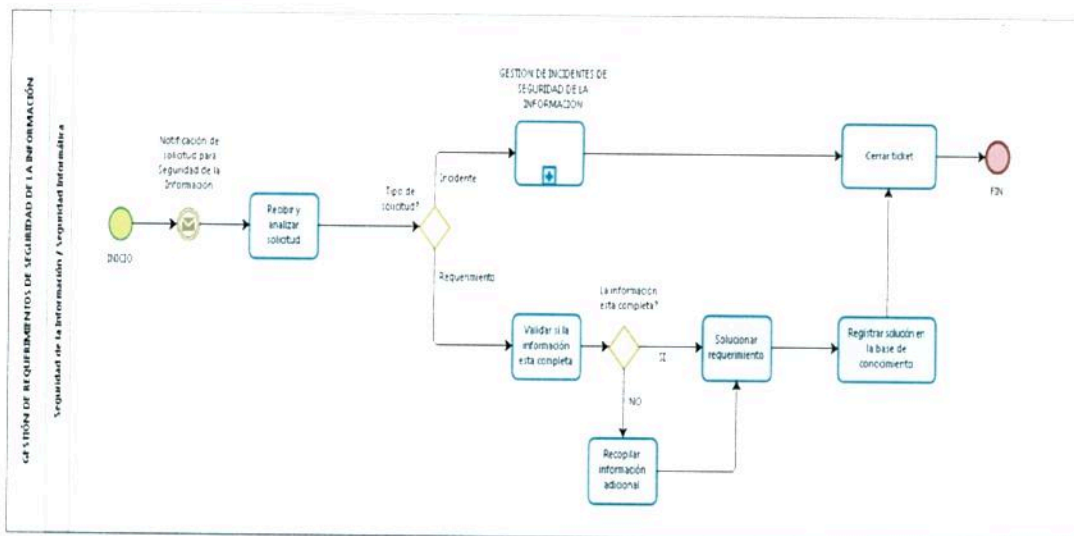 GESTIÓN DE REQUERIMIENTOS DE SEGURIDAD DE LA INFORMACIÓN
Seguridad de la Información / Seguridad Informática
INICIO
Notificación de
solicitud para
Seguridad de la
Información
Recibir y
analizar
solicitud
Tipo de
solicitud?
Incidente
GESTION DE INCIDENTES DE
SEGURIDAD DE LA
INFORMACION
Cerrar ticket
FIN
Requerimiento
Validar si la
información
esta completa
La información
esta completa?
SI
NO
Recopilar
información
adicional
Solucionar
requerimiento
Registrar solución en
la base de
conocimiento